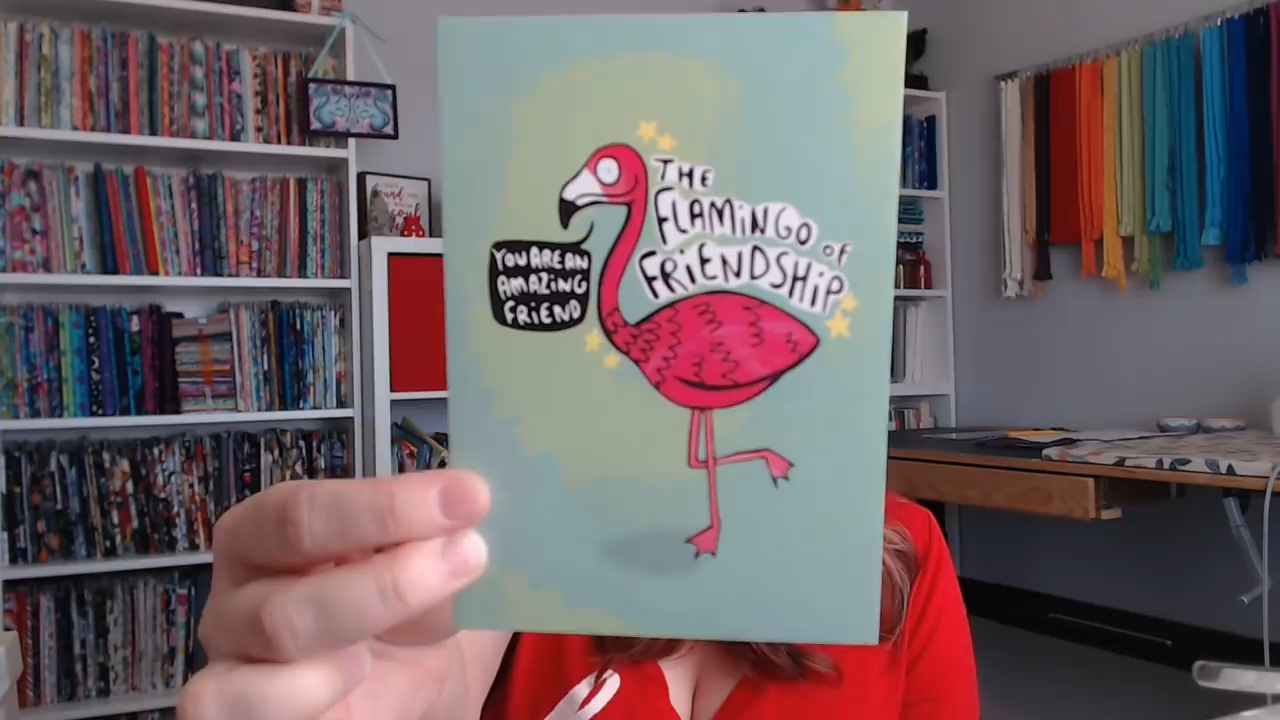 THE
FLAMiNGO OF
FRiENDSHiP
YOU ARE AN
AMAZiNG
FRiEND